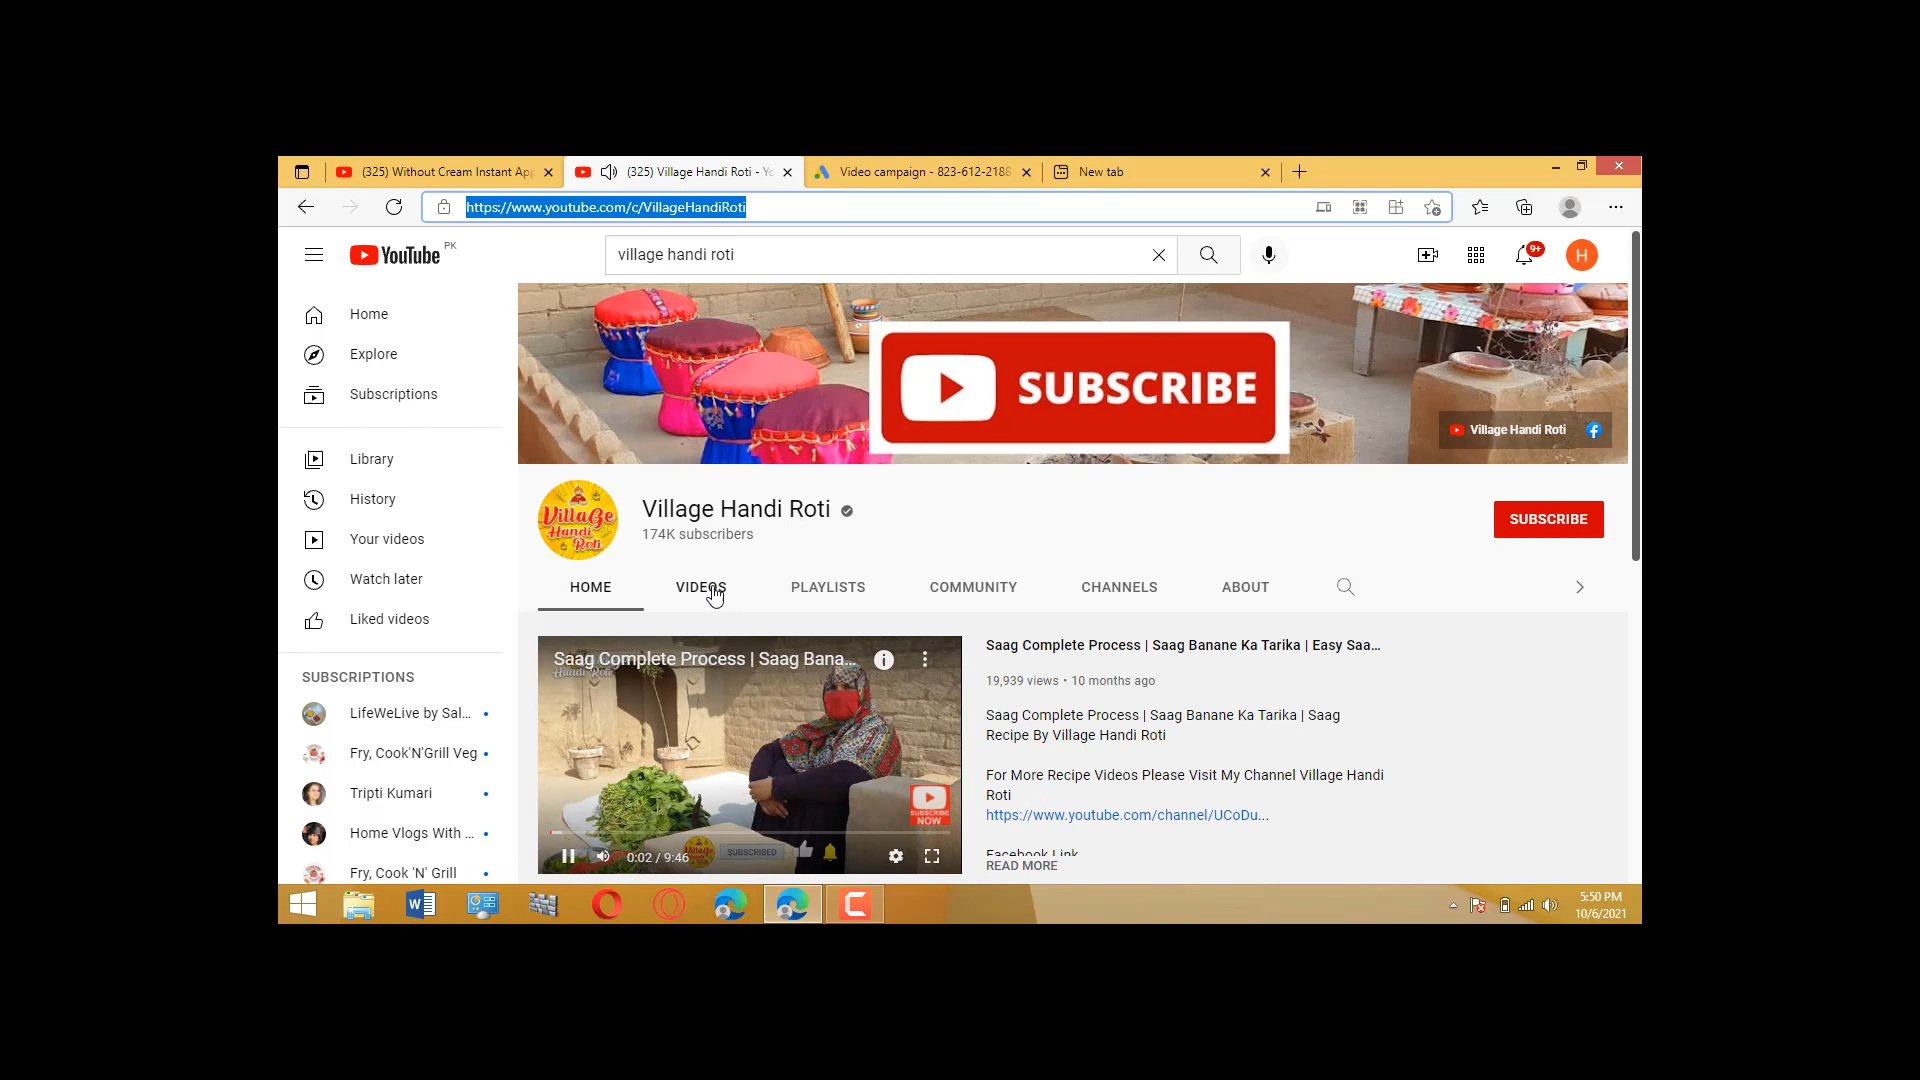 (325) Without Cream Instant App
(325) Village Handi Roti - Yo
Video campaign - 823-612-2188
New tab
https://www.youtube.com/c/VillageHandiRoti
YouTube PK
village handi roti
9+
H
Home
Explore
Subscriptions
Library
History
Your videos
Watch later
Liked videos
SUBSCRIPTIONS
LifeWeLive by Sal...
Fry, Cook'N'Grill Veg
Tripti Kumari
Home Vlogs With ...
Fry, Cook 'N' Grill
SUBSCRIBE
Village Handi Roti
Village
Handi
Roti
Village Handi Roti
174K subscribers
SUBSCRIBE
HOME
VIDEOS
PLAYLISTS
COMMUNITY
CHANNELS
ABOUT
Saag Complete Process | Saag Bana...
Handi Roti
SUBSCRIBE
NOW
SUBSCRIBED
0:02 / 9:46
Saag Complete Process | Saag Banane Ka Tarika | Easy Saa...
19,939 views • 10 months ago
Saag Complete Process | Saag Banane Ka Tarika | Saag
Recipe By Village Handi Roti
For More Recipe Videos Please Visit My Channel Village Handi
Roti
https://www.youtube.com/channel/UCoDu...
Facebook Link
READ MORE
5:50 PM
10/6/2021